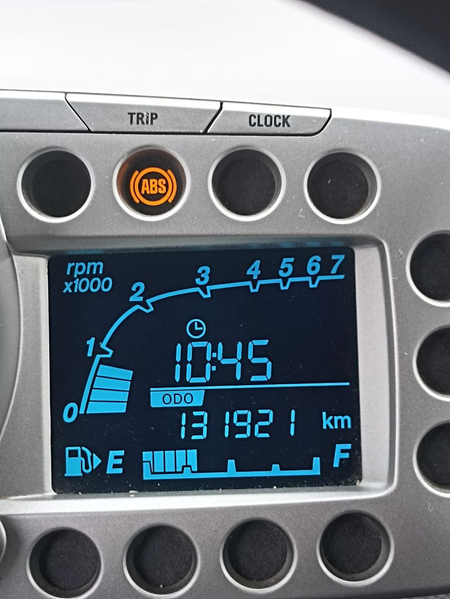 TRIP CLOCK
ABS
rpm
x1000
0 1 2 3 4 5 6 7
10:45
ODO
131921 km
E F